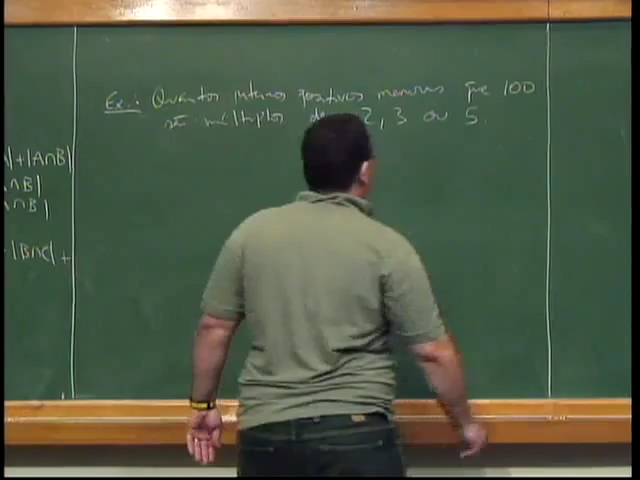 Ex.: Quantos inteiros positivos menores que 100
são múltiplos de 2, 3 ou 5.
| + |A∩B|
∩B|
∩B|
|B∩C| +